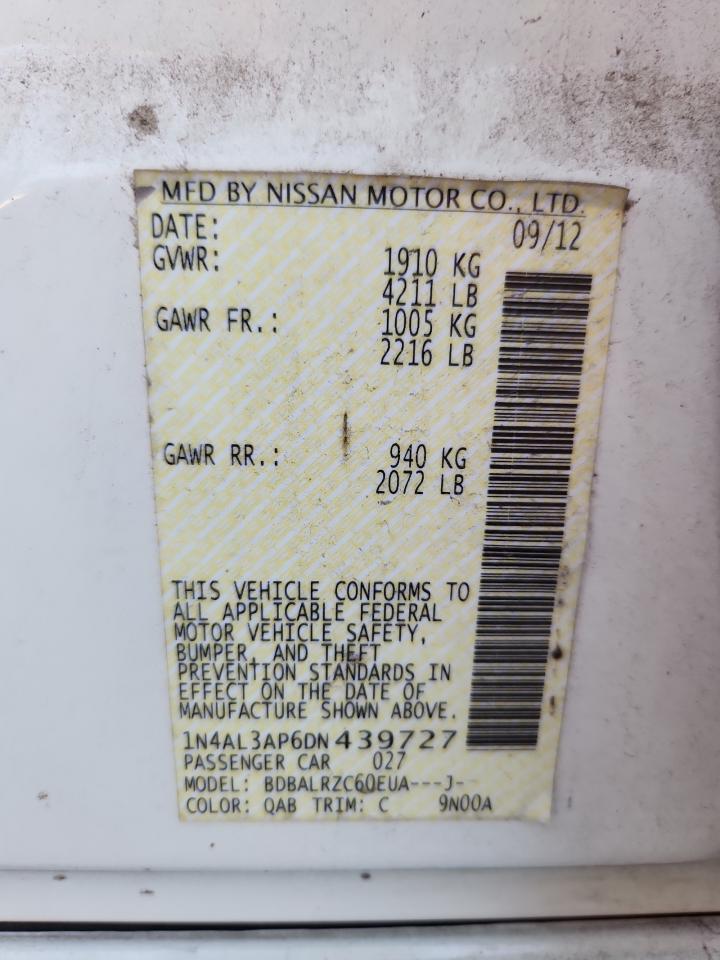 MFD BY NISSAN MOTOR CO., LTD.
DATE: 09/12
GVWR: 1910 KG
4211 LB
GAWR FR.: 1005 KG
2216 LB
GAWR RR.: 940 KG
2072 LB
THIS VEHICLE CONFORMS TO
ALL APPLICABLE FEDERAL
MOTOR VEHICLE SAFETY,
BUMPER, AND THEFT
PREVENTION STANDARDS IN
EFFECT ON THE DATE OF
MANUFACTURE SHOWN ABOVE.
1N4AL3AP6DN439727
PASSENGER CAR 027
MODEL: BDBALRZC60EUA---J-
COLOR: QAB TRIM: C 9N00A